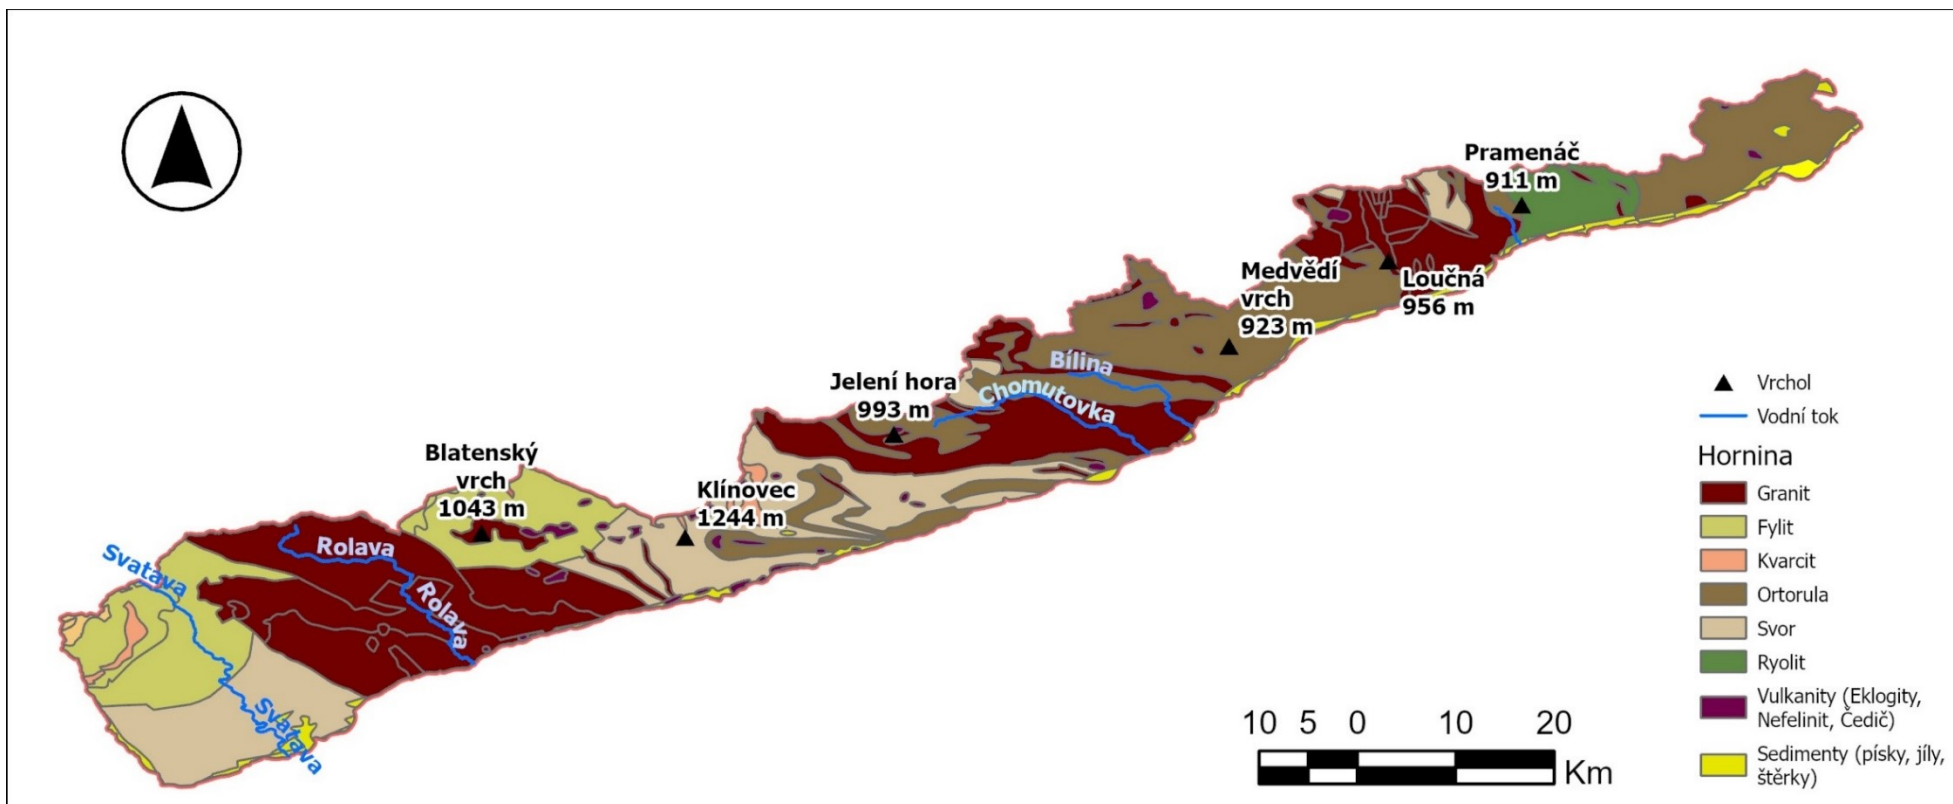 Pramenáč
911 m
Medvědí
vrch
923 m
Loučná
956 m
Bílina
Chomutovka
Jelení hora
993 m
Blatenský
vrch
1043 m
Klínovec
1244 m
Rolava
Rolava
Svatava
Svatava
Vrchol
Vodní tok
Hornina
Granit
Fylit
Kvarcit
Ortorula
Svor
Ryolit
Vulkanity (Eklogity,
Nefelinit, Čedič)
Sedimenty (písky, jíly,
štěrky)
10 5 0 10 20
Km